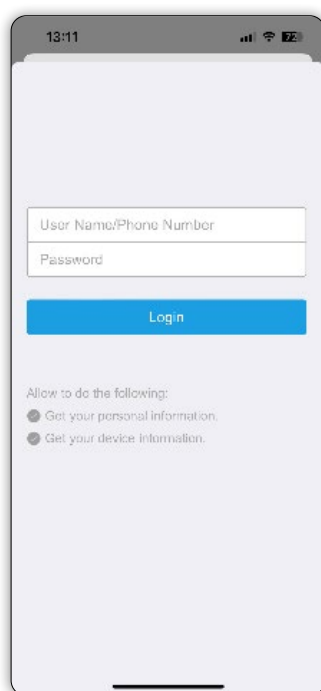 13:11
72
User Name/Phone Number
Password
Login
Allow to do the following:
Get your personal information.
Get your device information.